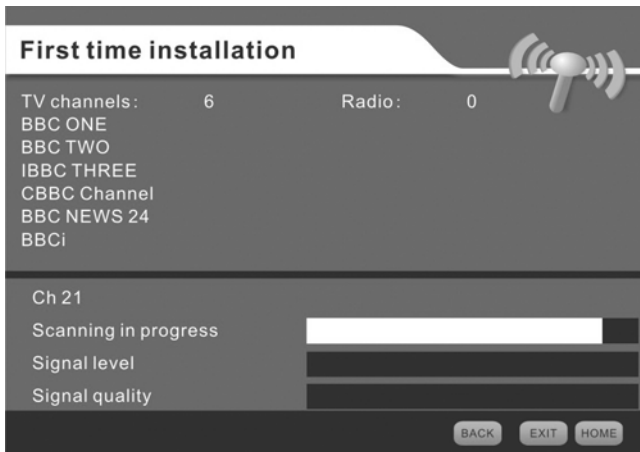 First time installation
TV channels: 6 Radio: 0
BBC ONE
BBC TWO
IBBC THREE
CBBC Channel
BBC NEWS 24
BBCi
Ch 21
Scanning in progress
Signal level
Signal quality
BACK EXIT HOME